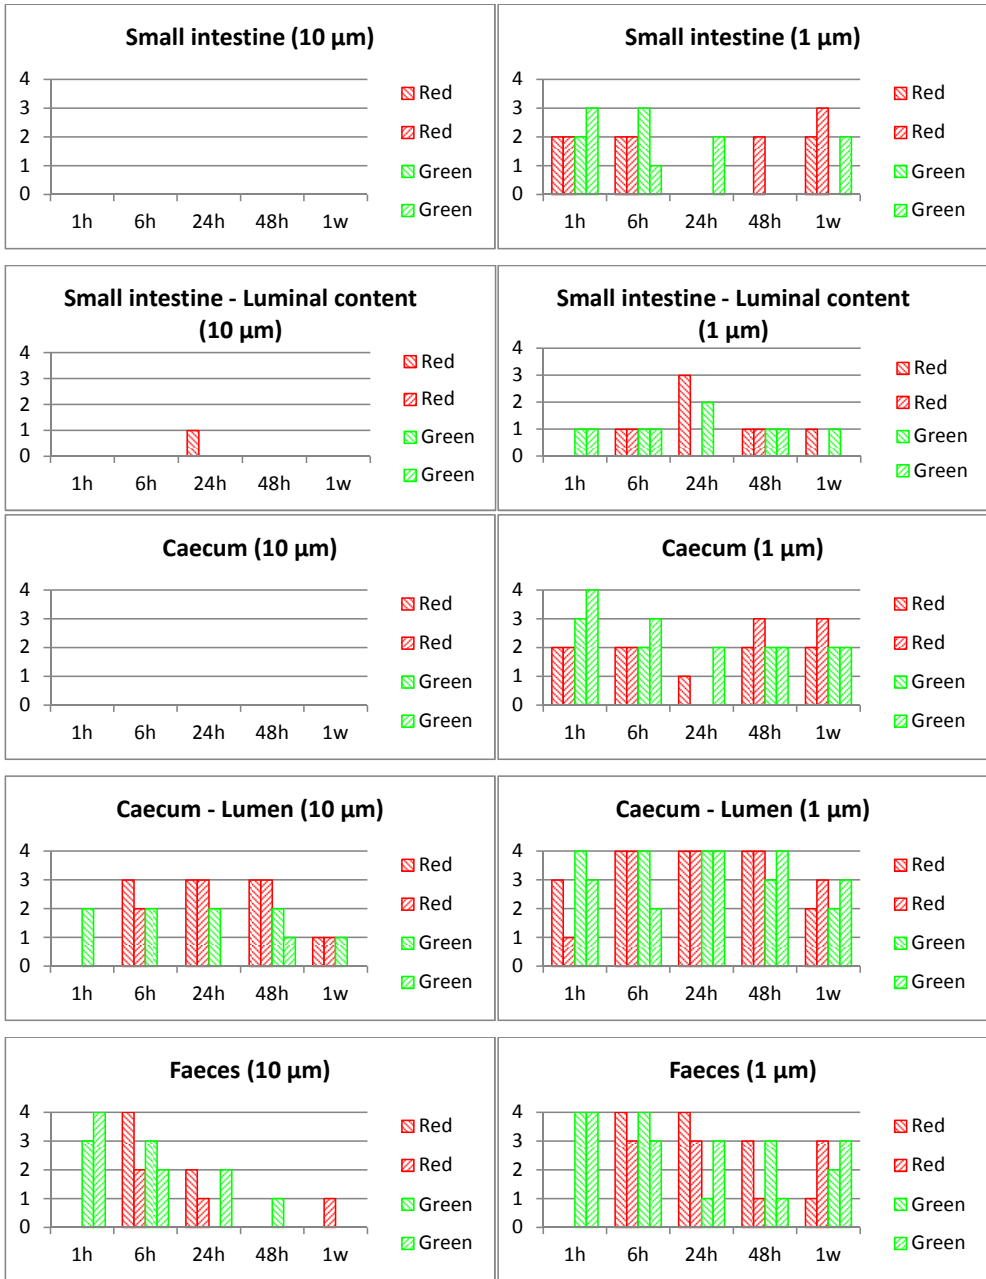 Small intestine (10 µm)
4
3
2
1
0
1h 6h 24h 48h 1w
Red
Red
Green
Green
Small intestine (1 µm)
4
3
2
1
0
1h 6h 24h 48h 1w
Red
Red
Green
Green
Small intestine - Luminal content
(10 µm)
4
3
2
1
0
1h 6h 24h 48h 1w
Red
Red
Green
Green
Small intestine - Luminal content
(1 µm)
4
3
2
1
0
1h 6h 24h 48h 1w
Red
Red
Green
Green
Caecum (10 µm)
4
3
2
1
0
1h 6h 24h 48h 1w
Red
Red
Green
Green
Caecum (1 µm)
4
3
2
1
0
1h 6h 24h 48h 1w
Red
Red
Green
Green
Caecum - Lumen (10 µm)
4
3
2
1
0
1h 6h 24h 48h 1w
Red
Red
Green
Green
Caecum - Lumen (1 µm)
4
3
2
1
0
1h 6h 24h 48h 1w
Red
Red
Green
Green
Faeces (10 µm)
4
3
2
1
0
1h 6h 24h 48h 1w
Red
Red
Green
Green
Faeces (1 µm)
4
3
2
1
0
1h 6h 24h 48h 1w
Red
Red
Green
Green